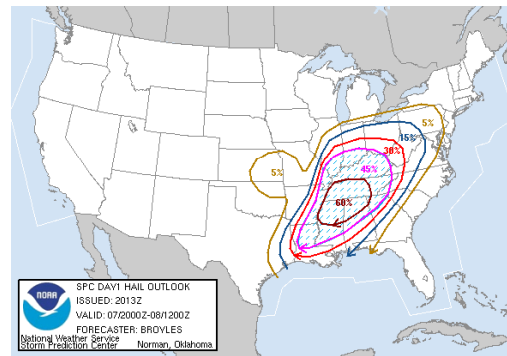 5%
15%
30%
45%
5%
60%
SPC DAY1 HAIL OUTLOOK
ISSUED: 2013Z
VALID: 07/2000Z-08/1200Z
FORECASTER: BROYLES
National Weather Service
Storm Prediction Center Norman, Oklahoma
NOAA